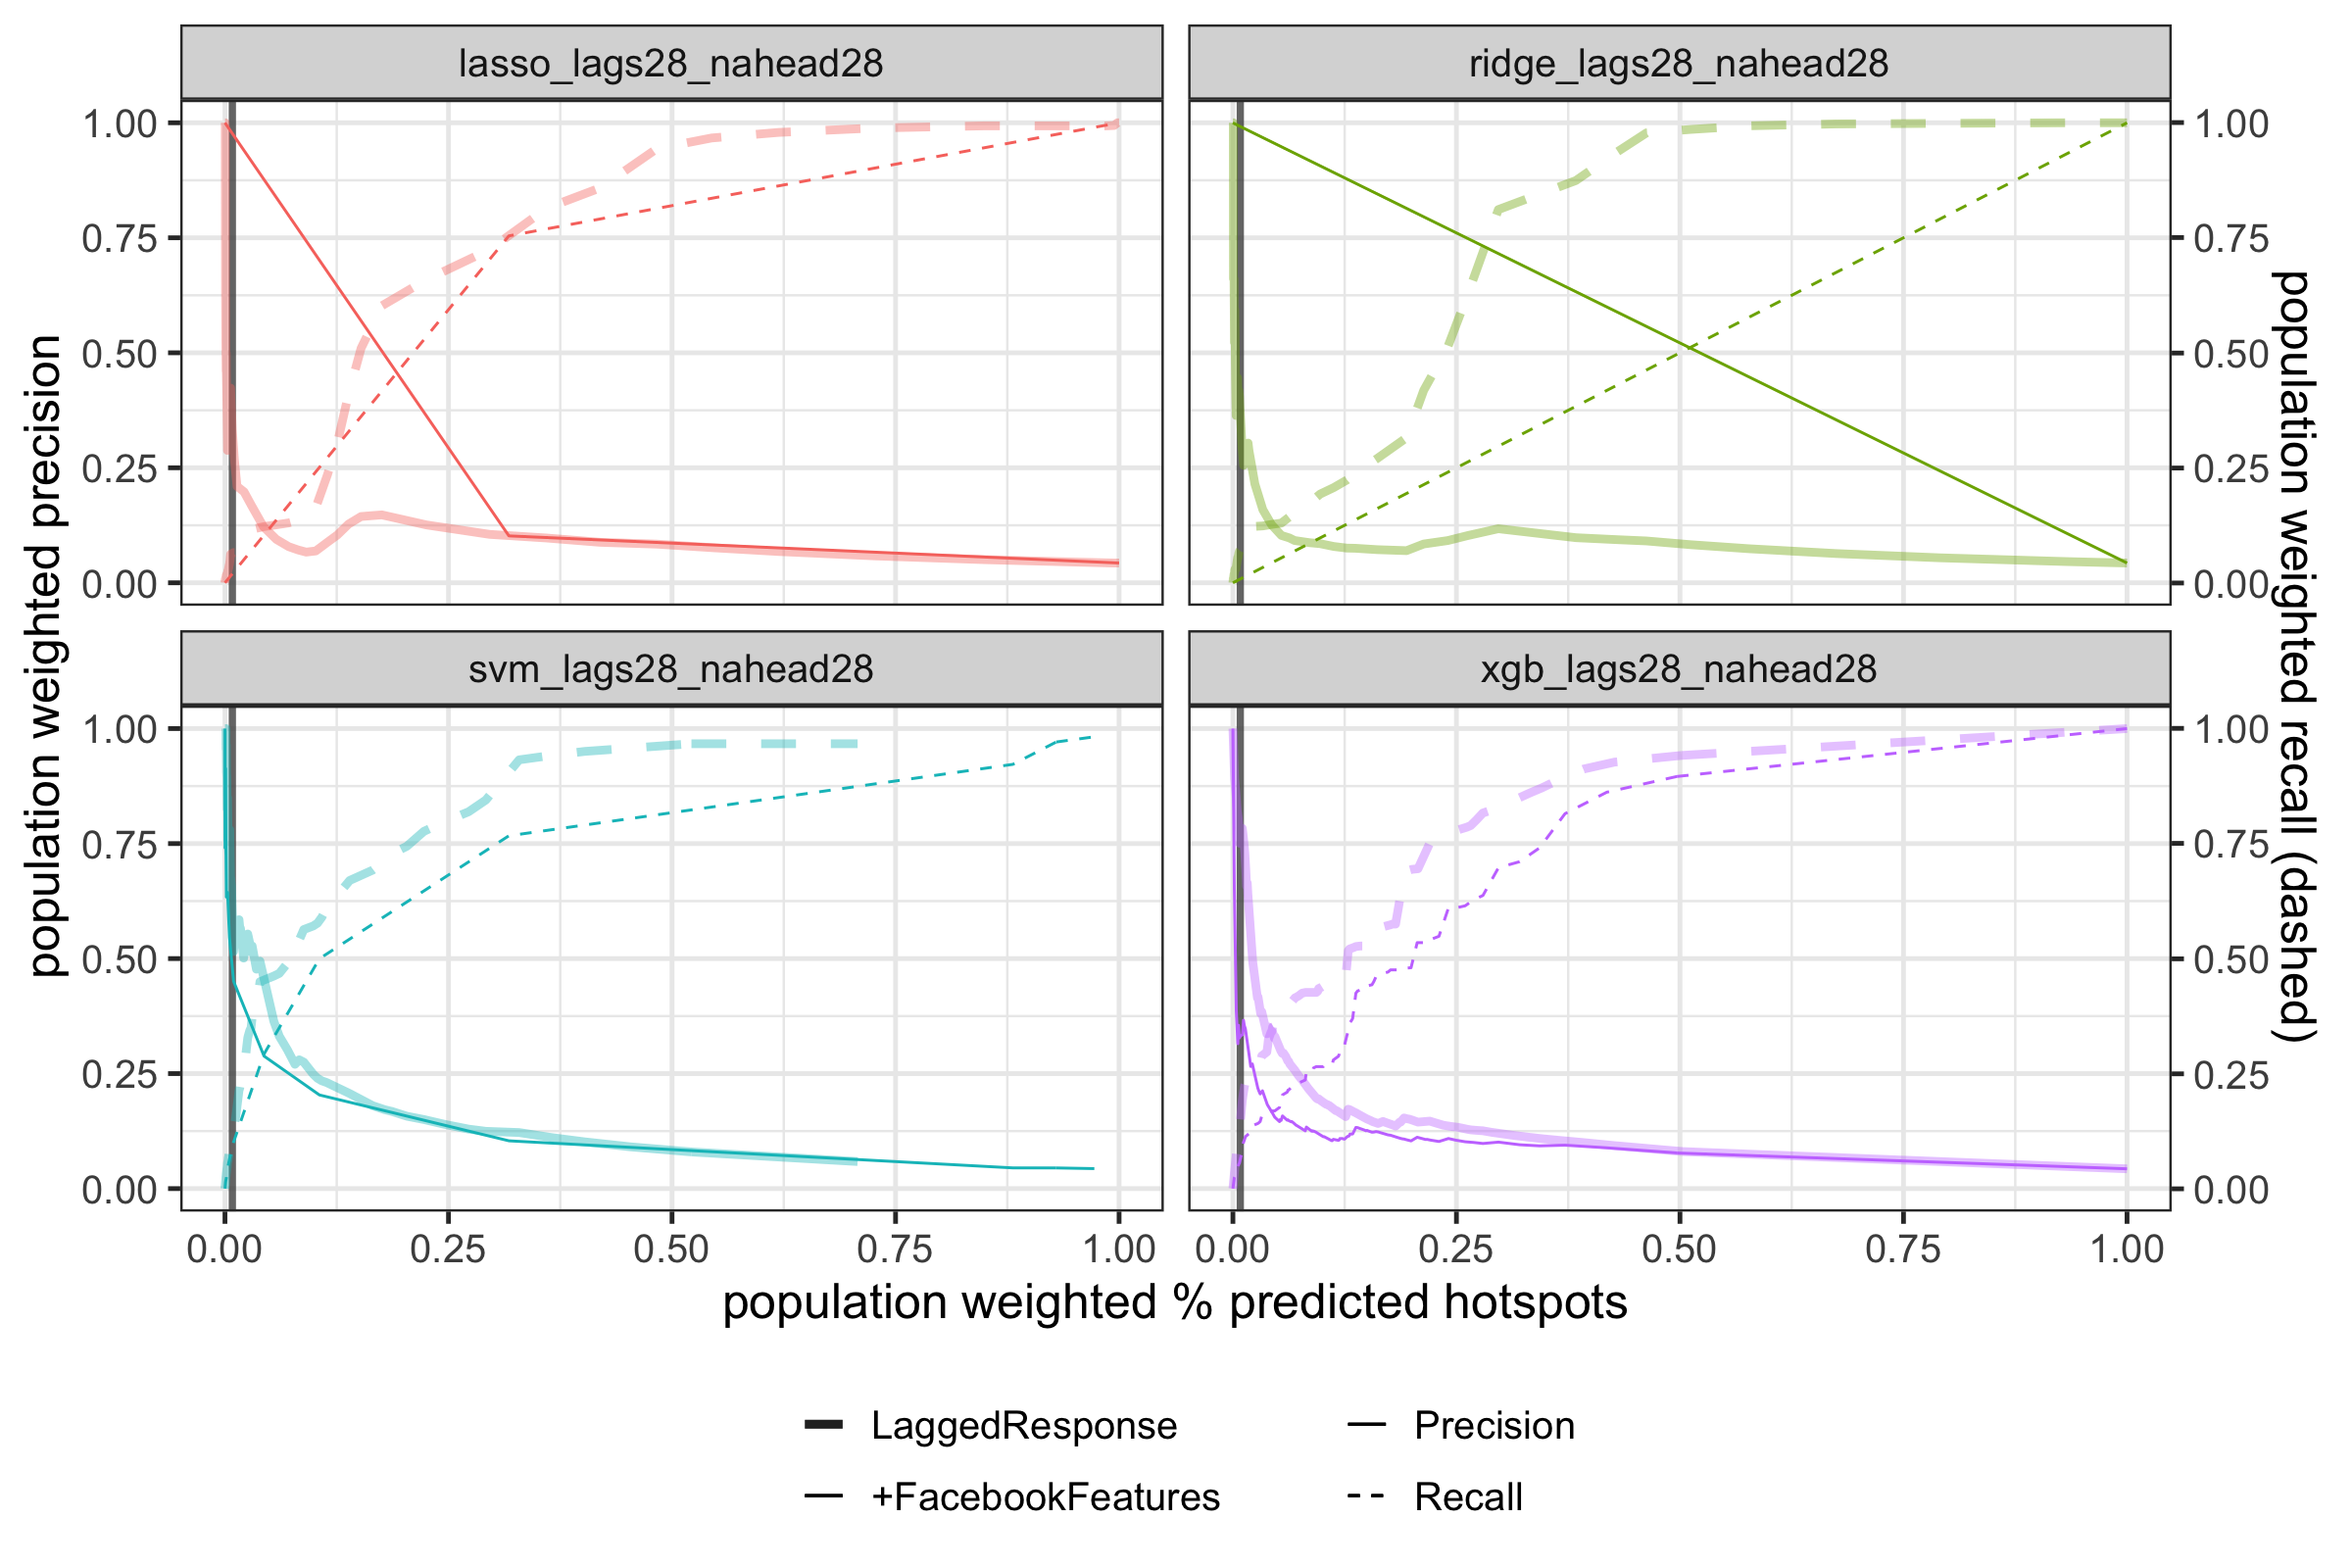 lasso_lags28_nahead28
ridge_lags28_nahead28
1.00
0.75
0.50
0.25
0.00
1.00
0.75
0.50
0.25
0.00
svm_lags28_nahead28
xgb_lags28_nahead28
1.00
0.75
0.50
0.25
0.00
1.00
0.75
0.50
0.25
0.00
population weighted precision
population weighted recall (dashed)
0.00 0.25 0.50 0.75 1.00
0.00 0.25 0.50 0.75 1.00
population weighted % predicted hotspots
LaggedResponse
+FacebookFeatures
Precision
Recall